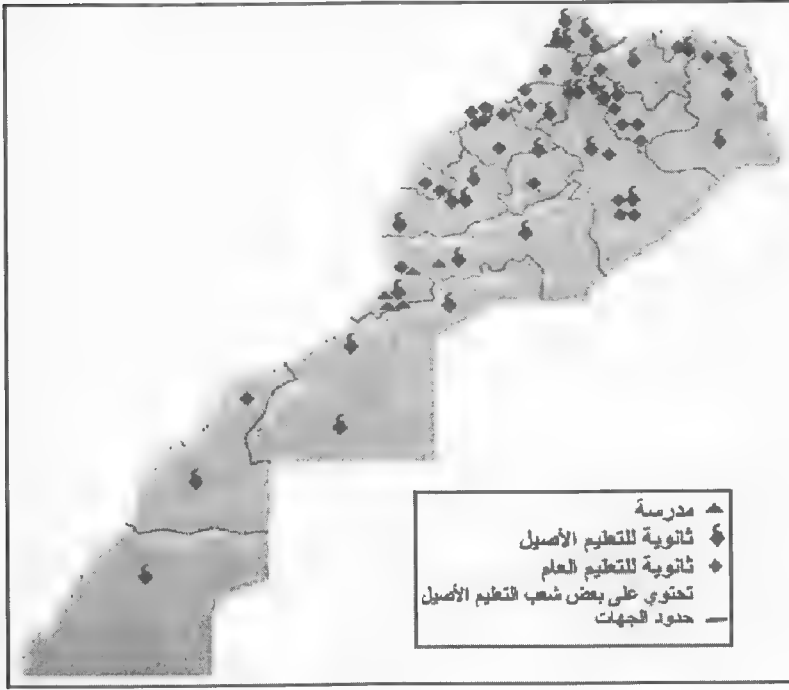 مدرسة
ثانوية للتعليم الأصيل
ثانوية للتعليم العام
تحتوي على بعض شعب التعليم الأصيل
حدود الجهات